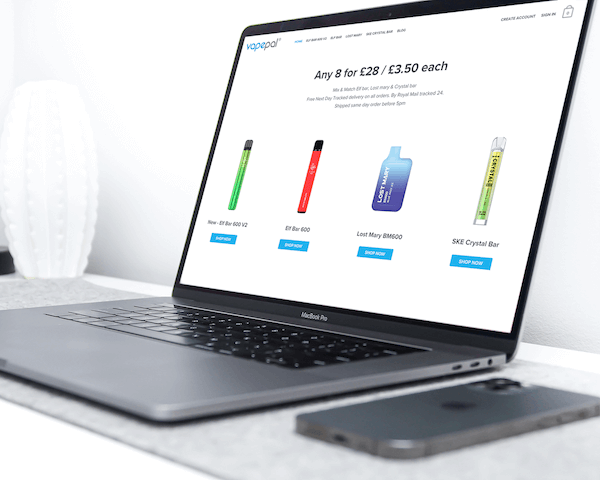 vapepal
CREATE ACCOUNT SIGN IN 0
HOME ELF BAR 600 V2 ELF BAR LOST MARY SKE CRYSTAL BAR BLOG
Any 8 for £28 / £3.50 each
Mix & Match Elf bar, Lost mary & Crystal bar
Free Next Day Tracked delivery on all orders. By Royal Mail tracked 24.
Shipped same day order before 5pm
LOST MARY
CRYSTAL
New - Elf Bar 600 V2
SHOP NOW
Elf Bar 600
SHOP NOW
Lost Mary BM600
SHOP NOW
SKE Crystal Bar
SHOP NOW
MacBook Pro